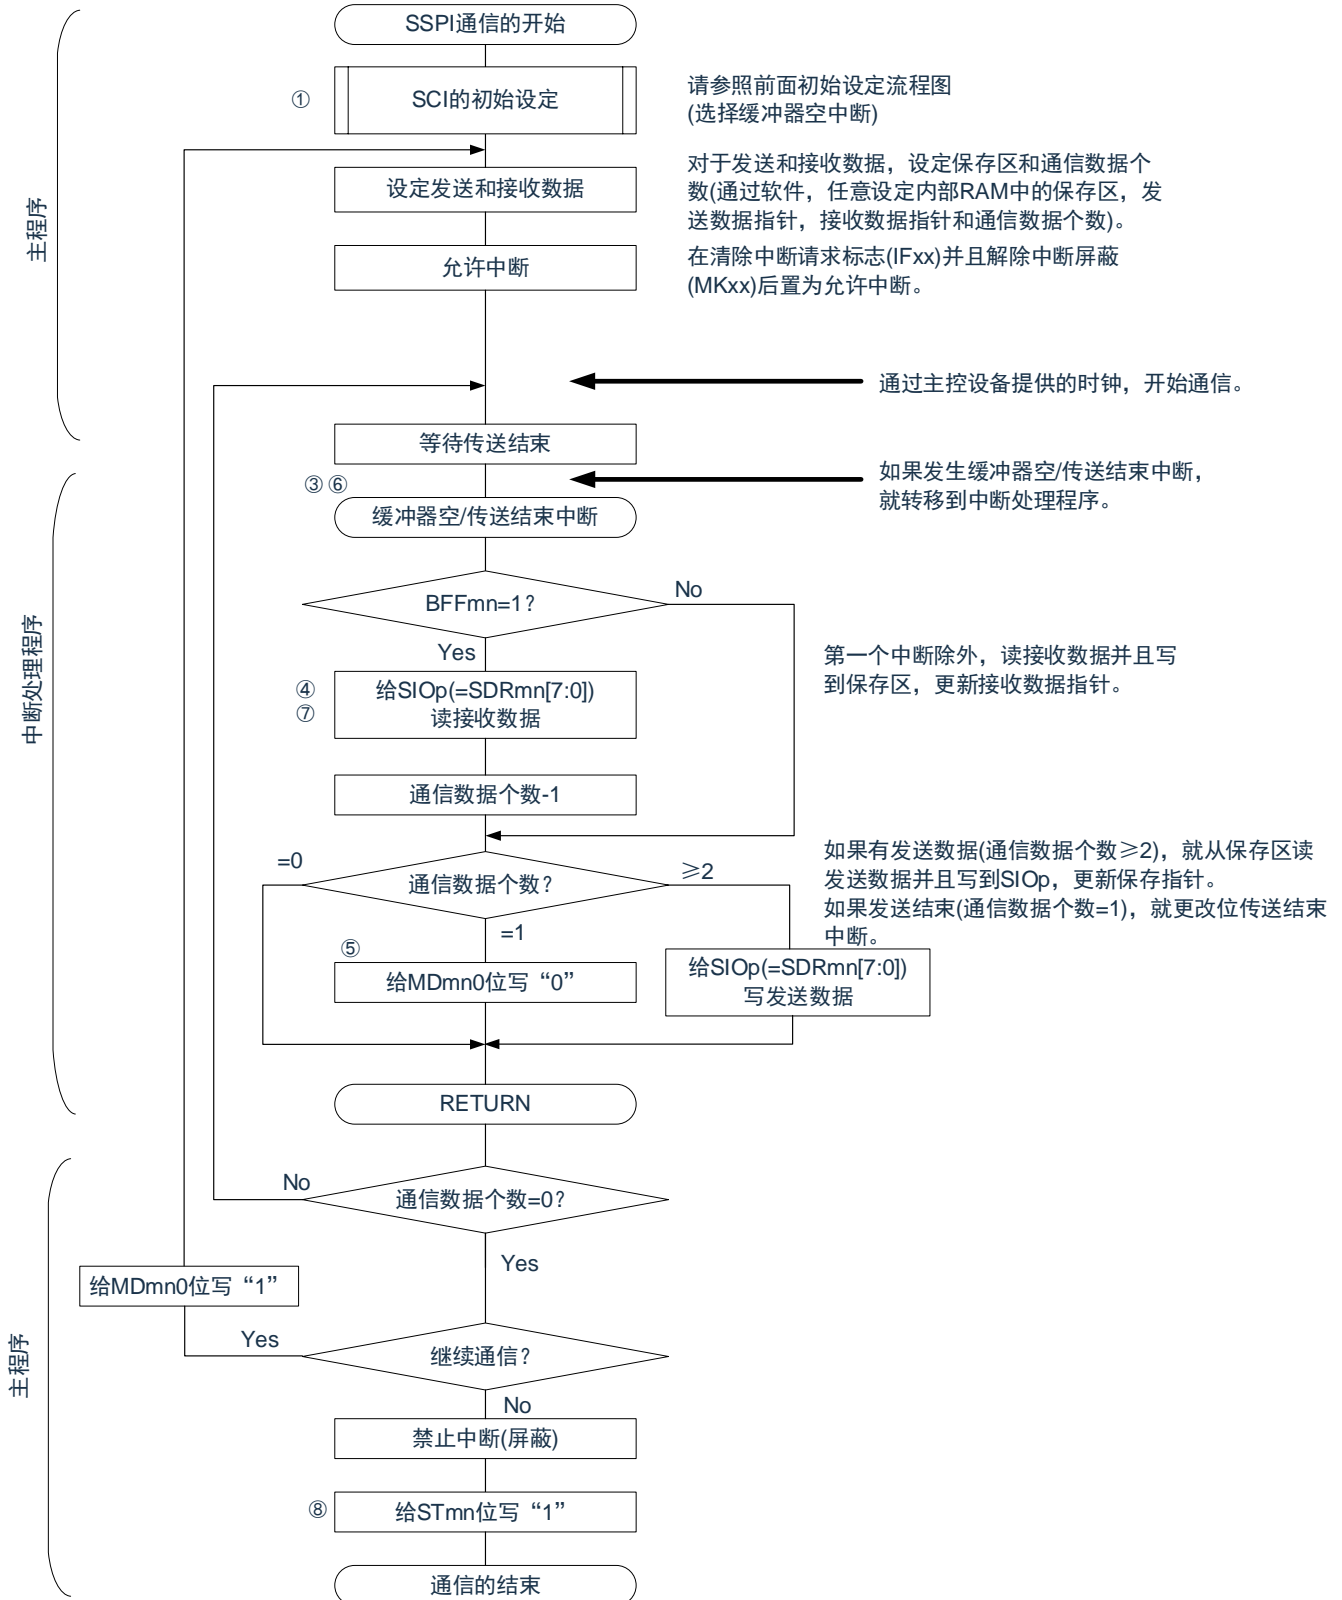 SSPI通信的开始
①
SCI的初始设定
请参照前面初始设定流程图
(选择缓冲器空中断)
设定发送和接收数据
对于发送和接收数据，设定保存区和通信数据个
数(通过软件，任意设定内部RAM中的保存区，发
送数据指针，接收数据指针和通信数据个数)。
主程序
允许中断
在清除中断请求标志(IFxx)并且解除中断屏蔽
(MKxx)后置为允许中断。
通过主控设备提供的时钟，开始通信。
等待传送结束
③⑥
如果发生缓冲器空/传送结束中断，
就转移到中断处理程序。
缓冲器空/传送结束中断
BFFmn=1?
No
Yes
中断处理程序
第一个中断除外，读接收数据并且写
到保存区，更新接收数据指针。
④
⑦
给SIOp(=SDRmn[7:0])
读接收数据
通信数据个数-1
如果有发送数据(通信数据个数≥2)，就从保存区读
发送数据并且写到SIOp，更新保存指针。
如果发送结束(通信数据个数=1)，就更改位传送结束
中断。
=0
通信数据个数?
≥2
=1
⑤
给MDmn0位写“0”
给SIOp(=SDRmn[7:0])
写发送数据
RETURN
No
通信数据个数=0?
Yes
给MDmn0位写“1”
主程序
Yes
继续通信?
No
禁止中断(屏蔽)
⑧
给STmn位写“1”
通信的结束